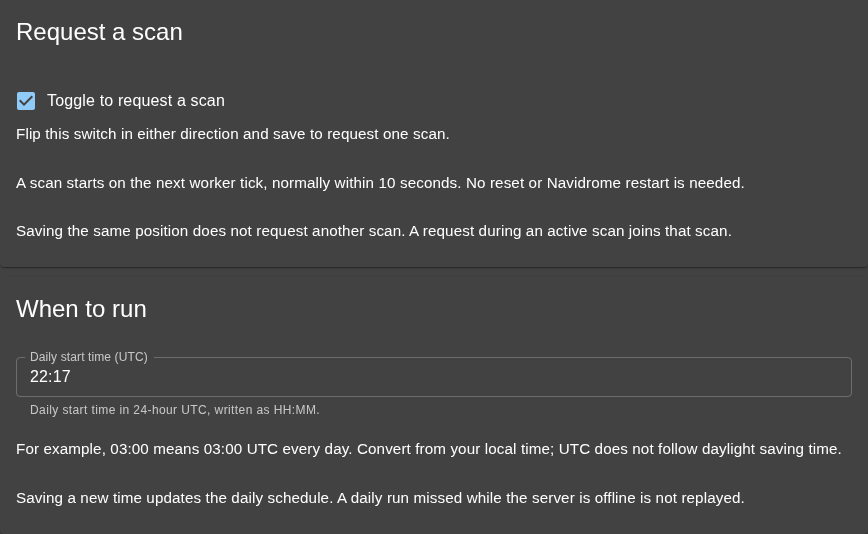 Request a scan
Toggle to request a scan
Flip this switch in either direction and save to request one scan.
A scan starts on the next worker tick, normally within 10 seconds. No reset or Navidrome restart is needed.
Saving the same position does not request another scan. A request during an active scan joins that scan.
When to run
Daily start time (UTC)
22:17
Daily start time in 24-hour UTC, written as HH:MM.
For example, 03:00 means 03:00 UTC every day. Convert from your local time; UTC does not follow daylight saving time.
Saving a new time updates the daily schedule. A daily run missed while the server is offline is not replayed.